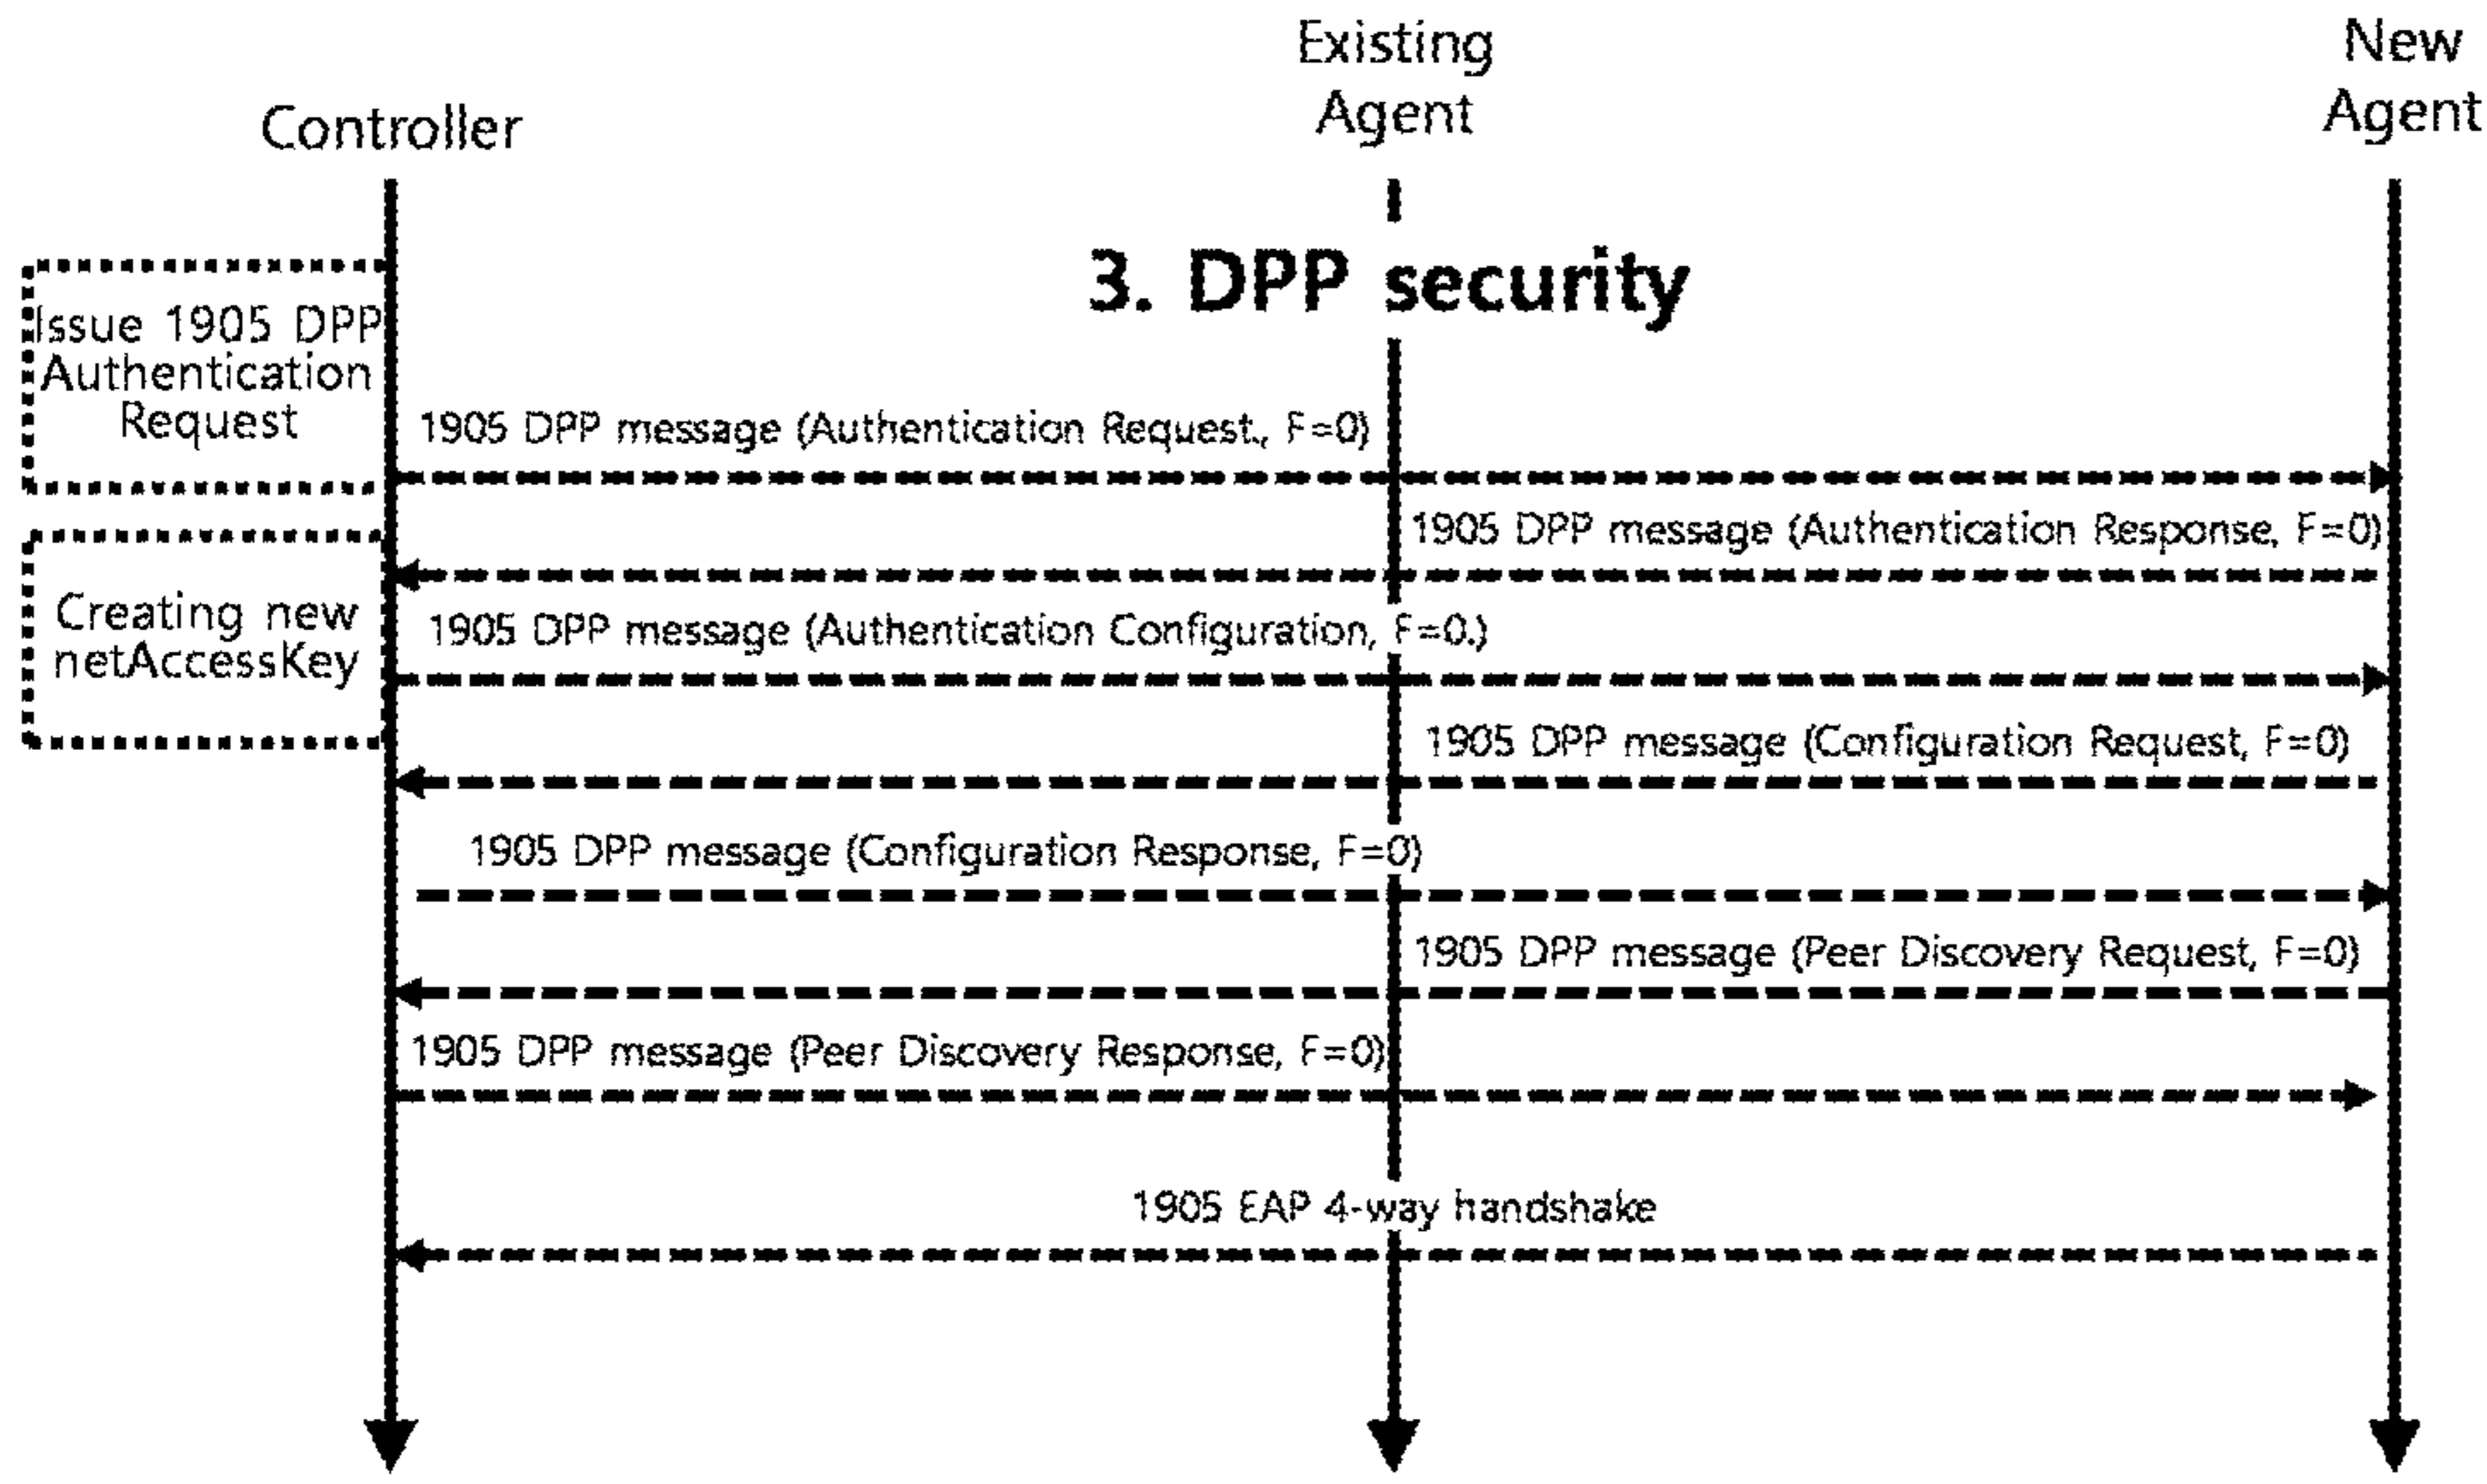 Existing
Agent
New
Agent
Controller
3. DPP security
Issue 1905 DPP
Authentication
Request
1905 DPP message (Authentication Request., F=0)
1905 DPP message (Authentication Response, F=0)
Creating new
netAccessKey
1905 DPP message (Authentication Configuration, F=0.)
1905 DPP message (Configuration Request, F=0)
1905 DPP message (Configuration Response, F=0)
1905 DPP message (Peer Discovery Request, F=0)
1905 DPP message (Peer Discovery Response, F=0)
1905 EAP 4-way handshake